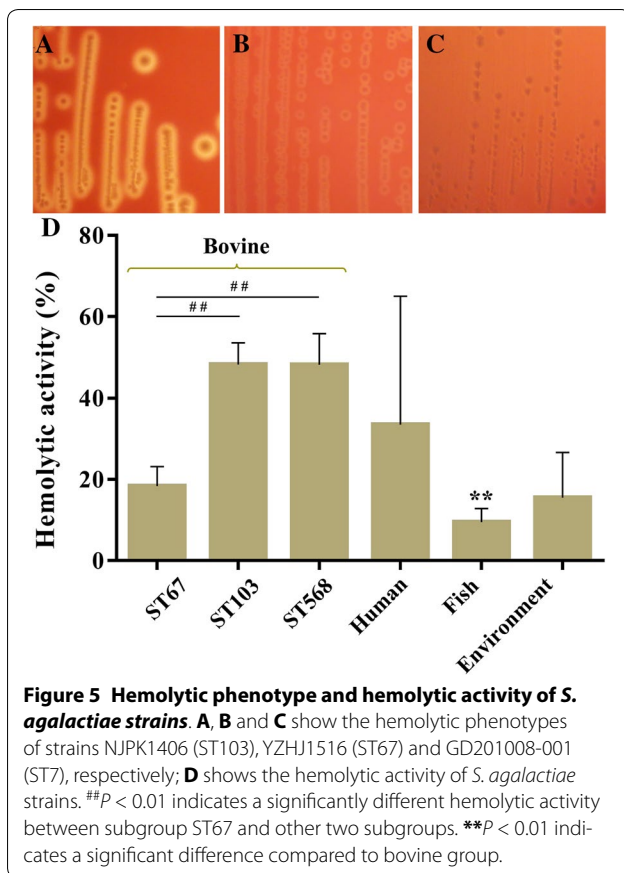 A
B
C
D
Bovine
##
##
Hemolytic activity (%)
80
60
40
20
0
**
ST67
ST103
ST568
Human
Fish
Environment
Figure 5 Hemolytic phenotype and hemolytic activity of S.
agalactiae strains. A, B and C show the hemolytic phenotypes
of strains NJPK1406 (ST103), YZHJ1516 (ST67) and GD201008-001
(ST7), respectively; D shows the hemolytic activity of S. agalactiae
strains. ##P < 0.01 indicates a significantly different hemolytic activity
between subgroup ST67 and other two subgroups. **P < 0.01 indi-
cates a significant difference compared to bovine group.